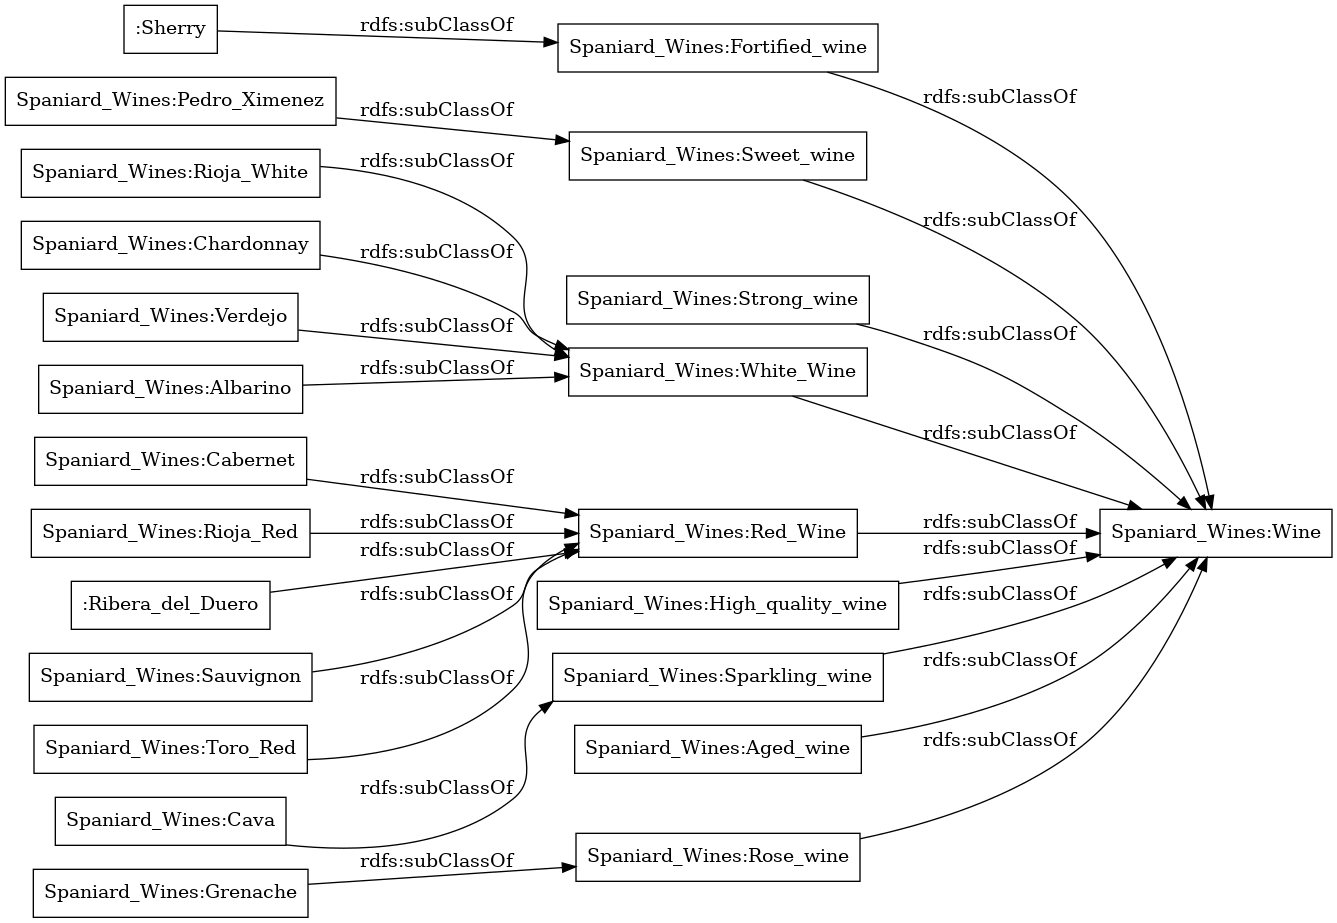 :Sherry
rdfs:subClassOf
Spaniard_Wines:Fortified_wine
Spaniard_Wines:Pedro_Ximenez
rdfs:subClassOf
rdfs:subClassOf
Spaniard_Wines:Rioja_White
rdfs:subClassOf
Spaniard_Wines:Sweet_wine
Spaniard_Wines:Chardonnay
rdfs:subClassOf
rdfs:subClassOf
Spaniard_Wines:Verdejo
rdfs:subClassOf
Spaniard_Wines:Strong_wine
rdfs:subClassOf
Spaniard_Wines:Albarino
rdfs:subClassOf
Spaniard_Wines:White_Wine
rdfs:subClassOf
Spaniard_Wines:Cabernet
rdfs:subClassOf
Spaniard_Wines:Rioja_Red
rdfs:subClassOf
Spaniard_Wines:Red_Wine
rdfs:subClassOf
Spaniard_Wines:Wine
rdfs:subClassOf
rdfs:subClassOf
:Ribera_del_Duero
rdfs:subClassOf
Spaniard_Wines:High_quality_wine
rdfs:subClassOf
Spaniard_Wines:Sauvignon
rdfs:subClassOf
Spaniard_Wines:Sparkling_wine
rdfs:subClassOf
Spaniard_Wines:Toro_Red
Spaniard_Wines:Aged_wine
rdfs:subClassOf
Spaniard_Wines:Cava
rdfs:subClassOf
Spaniard_Wines:Grenache
rdfs:subClassOf
Spaniard_Wines:Rose_wine